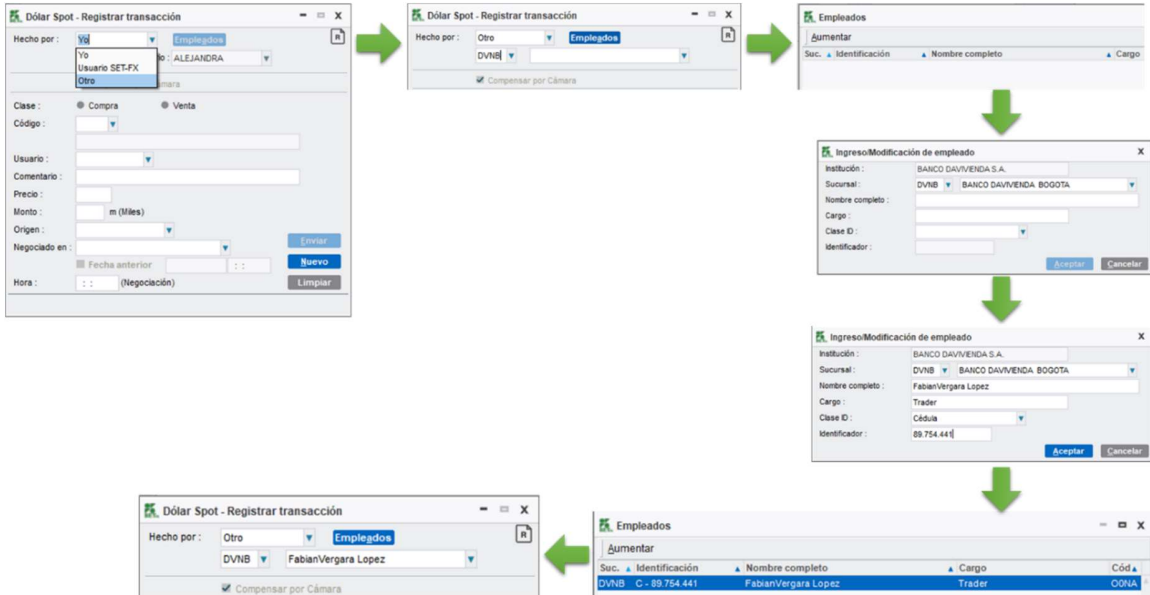 Dólar Spot - Registrar transacción
Hecho por : Yo Empleados
Yo
Usuario SET-FX
Otro
io : ALEJANDRA
mara
Clase : Compra Venta
Código :
Usuario :
Comentario :
Precio :
Monto : m (Miles)
Origen :
Negociado en :
Enviar
Fecha anterior : :
Nuevo
Hora : : : (Negociación)
Limpiar
Dólar Spot - Registrar transacción
Hecho por : Otro Empleados
DVNB
Compensar por Cámara
Empleados
Aumentar
Suc. Identificación Nombre completo Cargo
Ingreso/Modificación de empleado
Institución : BANCO DAVIVIENDA S.A.
Sucursal : DVNB BANCO DAVIVIENDA BOGOTA
Nombre completo :
Cargo :
Clase ID :
Identificador :
Aceptar Cancelar
Ingreso/Modificación de empleado
Institución : BANCO DAVIVIENDA S.A.
Sucursal : DVNB BANCO DAVIVIENDA BOGOTA
Nombre completo : FabianVergara Lopez
Cargo : Trader
Clase ID : Cédula
Identificador : 89.754.441
Aceptar Cancelar
Empleados
Aumentar
Suc. Identificación Nombre completo Cargo Cód
DVNB C - 89.754.441 FabianVergara Lopez Trader O0NA
Dólar Spot - Registrar transacción
Hecho por : Otro Empleados
DVNB FabianVergara Lopez
Compensar por Cámara